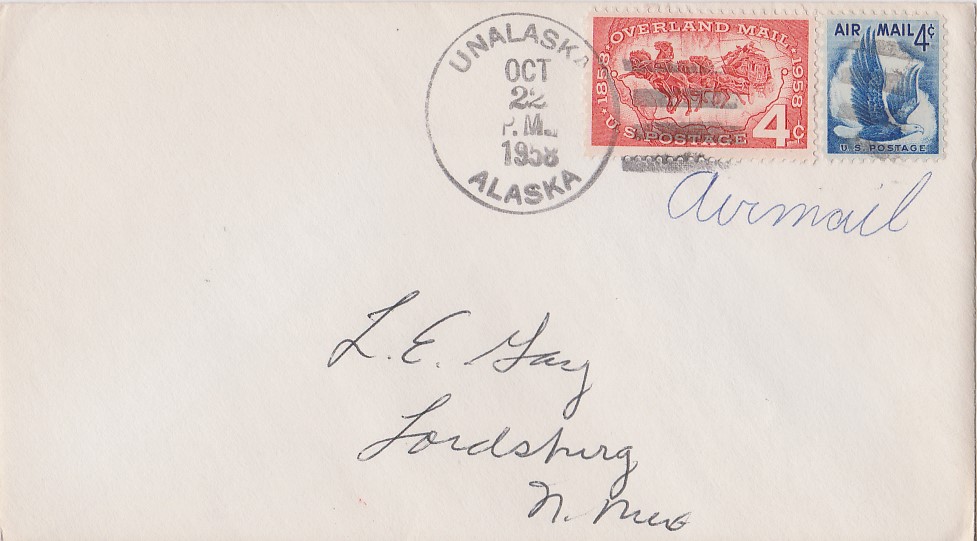 UNALASKA
OCT
22
P.M.
1958
ALASKA
1858 · OVERLAND MAIL · 1958
U.S. POSTAGE 4¢
AIR MAIL 4¢
U.S. POSTAGE
Airmail
L. E. Gay
Lordsburg
N. Mex